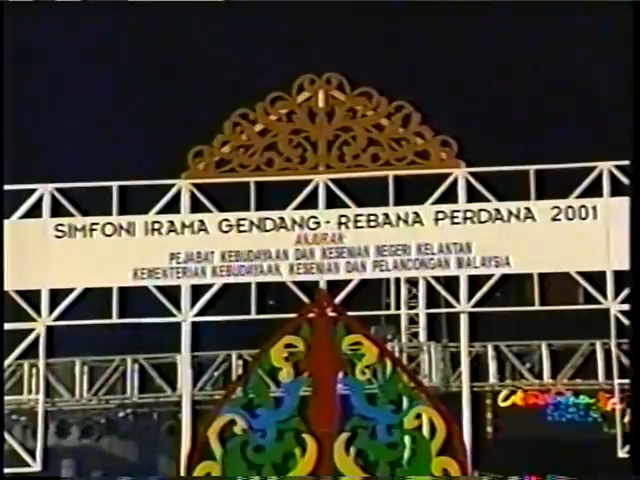 SIMFONI IRAMA GENDANG-REBANA PERDANA 2001
ANJURAN:
PEJABAT KEBUDAYAAN DAN KESENIAN NEGERI KELANTAN
KEMENTERIAN KEBUDAYAAN, KESENIAN DAN PELANCONGAN MALAYSIA